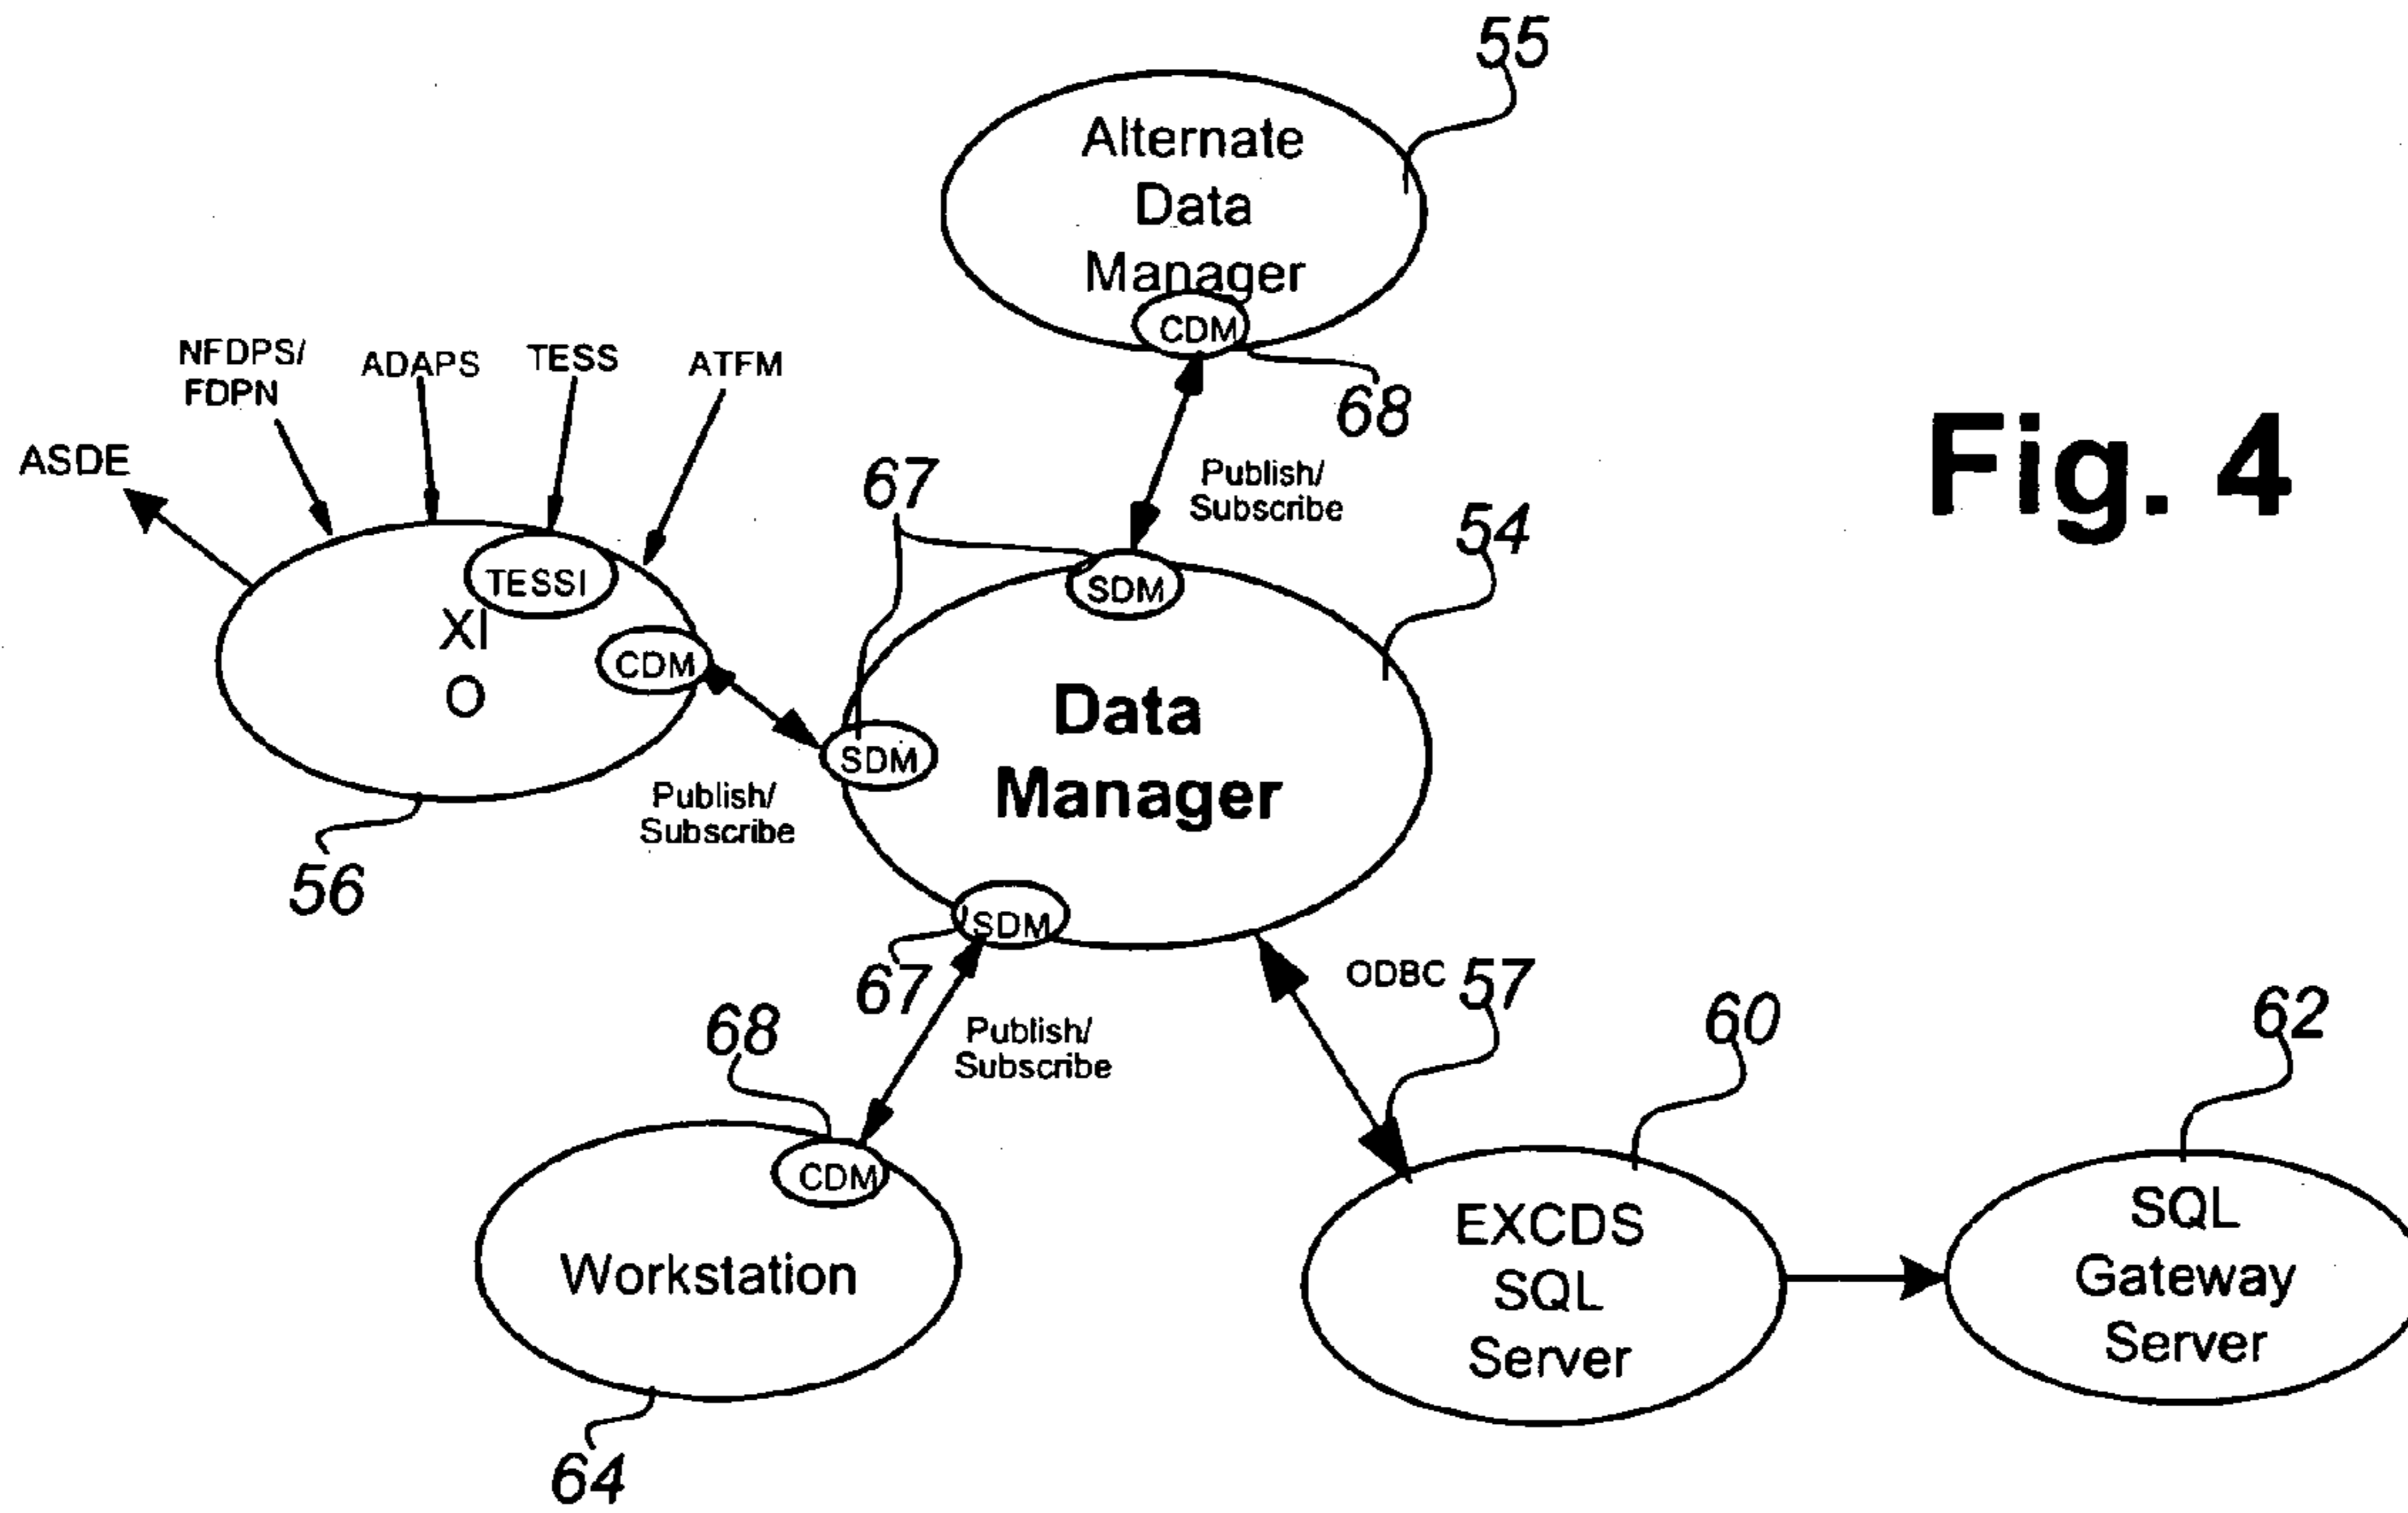 55
Alternate
Data
Manager
CDM
68
NFDPS/
FDPN
ADAPS
TESS
ATFM
ASDE
Publish/
Subscribe
Fig. 4
67
54
SDM
TESSI
XI
O
CDM
SDM
Data
Manager
Publish/
Subscribe
56
SDM
67
ODBC
57
60
62
68
Publish/
Subscribe
CDM
Workstation
64
EXCDS
SQL
Server
SQL
Gateway
Server